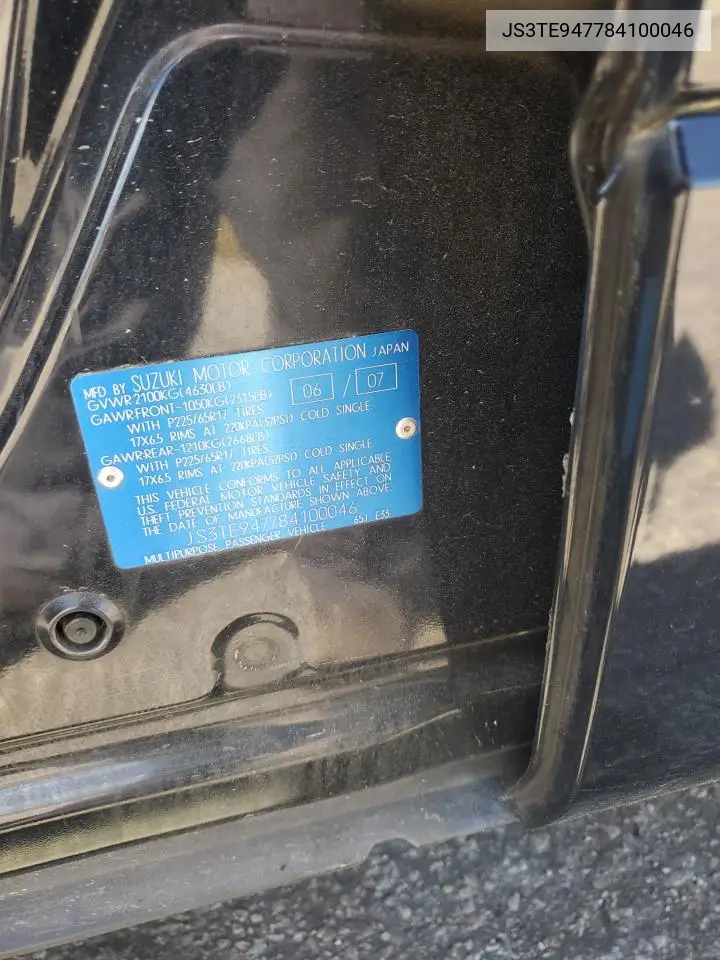 JS3TE947784100046
MFD BY SUZUKI MOTOR CORPORATION JAPAN
GVWR:2100KG(4630LB) 06 / 07
GAWR:FRONT-1050KG(2315LB)
WITH P225/65R17 TIRES
17X6.5 RIMS AT 220KPA(32PSI) COLD SINGLE
GAWR:REAR-1210KG(2668LB)
WITH P225/65R17 TIRES
17X6.5 RIMS AT 220KPA(32PSI) COLD SINGLE
THIS VEHICLE CONFORMS TO ALL APPLICABLE
U.S. FEDERAL MOTOR VEHICLE SAFETY AND
THEFT PREVENTION STANDARDS IN EFFECT ON
THE DATE OF MANUFACTURE SHOWN ABOVE.
JS3TE947784100046 65J E33
MULTIPURPOSE PASSENGER VEHICLE